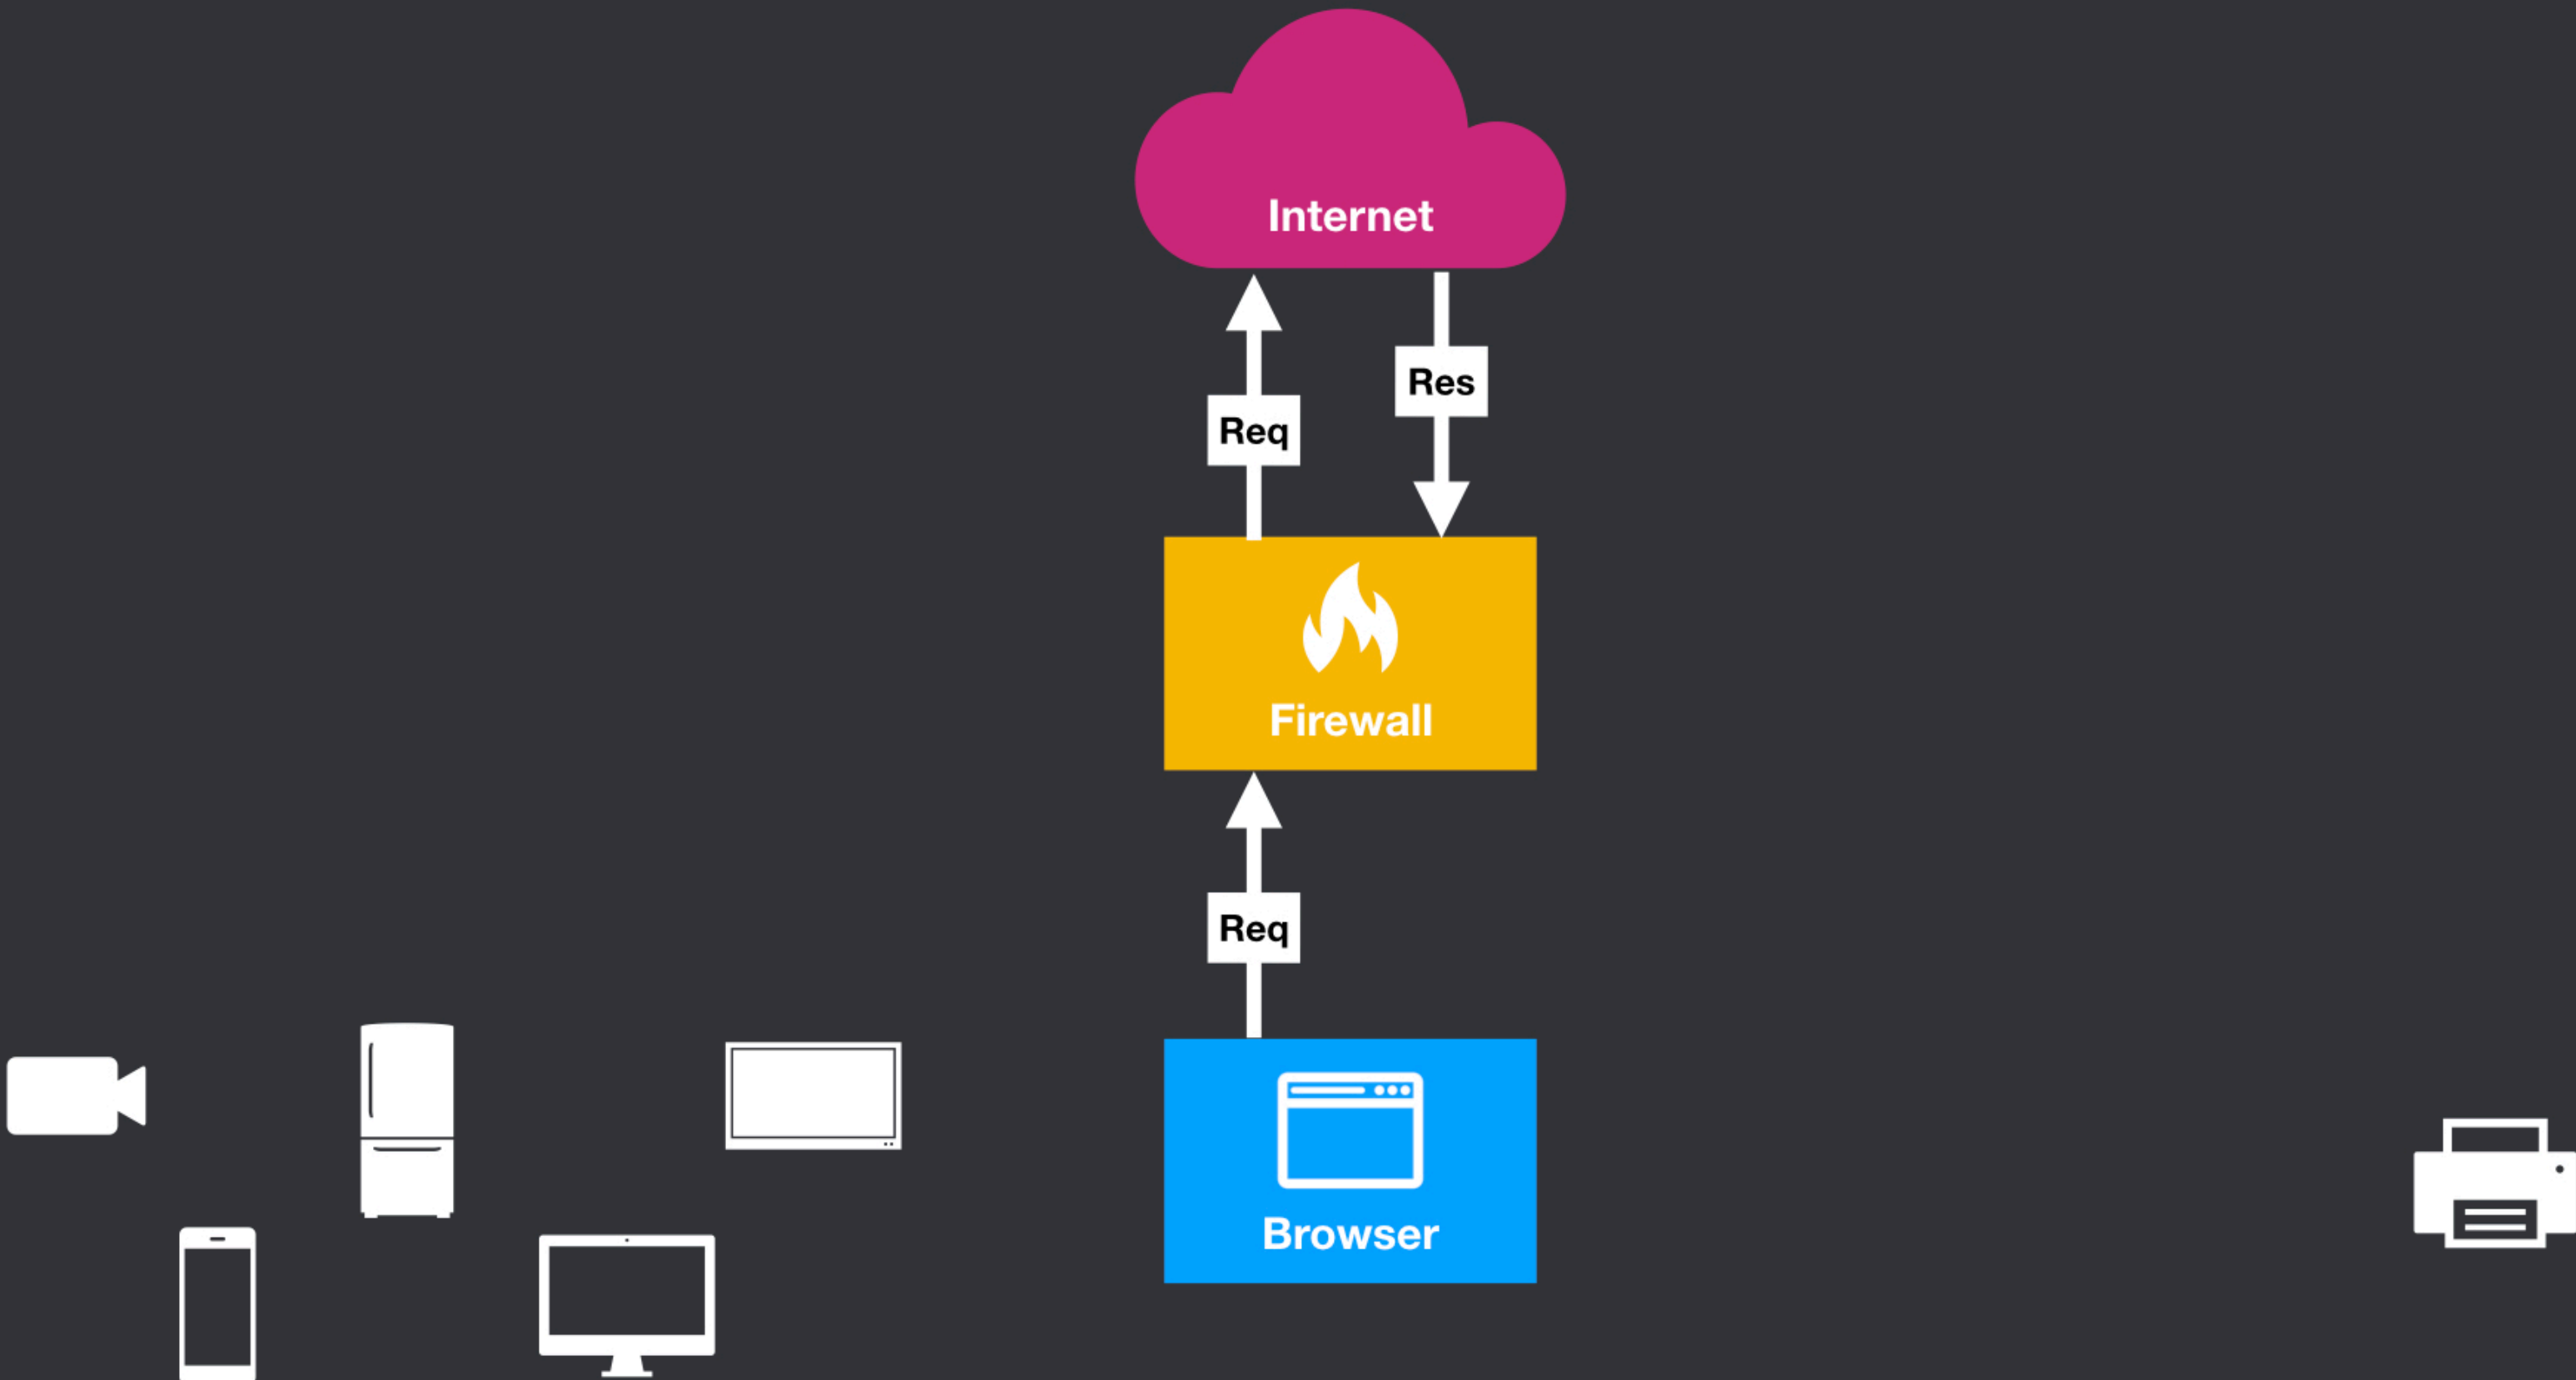 Internet
Res
Req
Firewall
Req
Browser